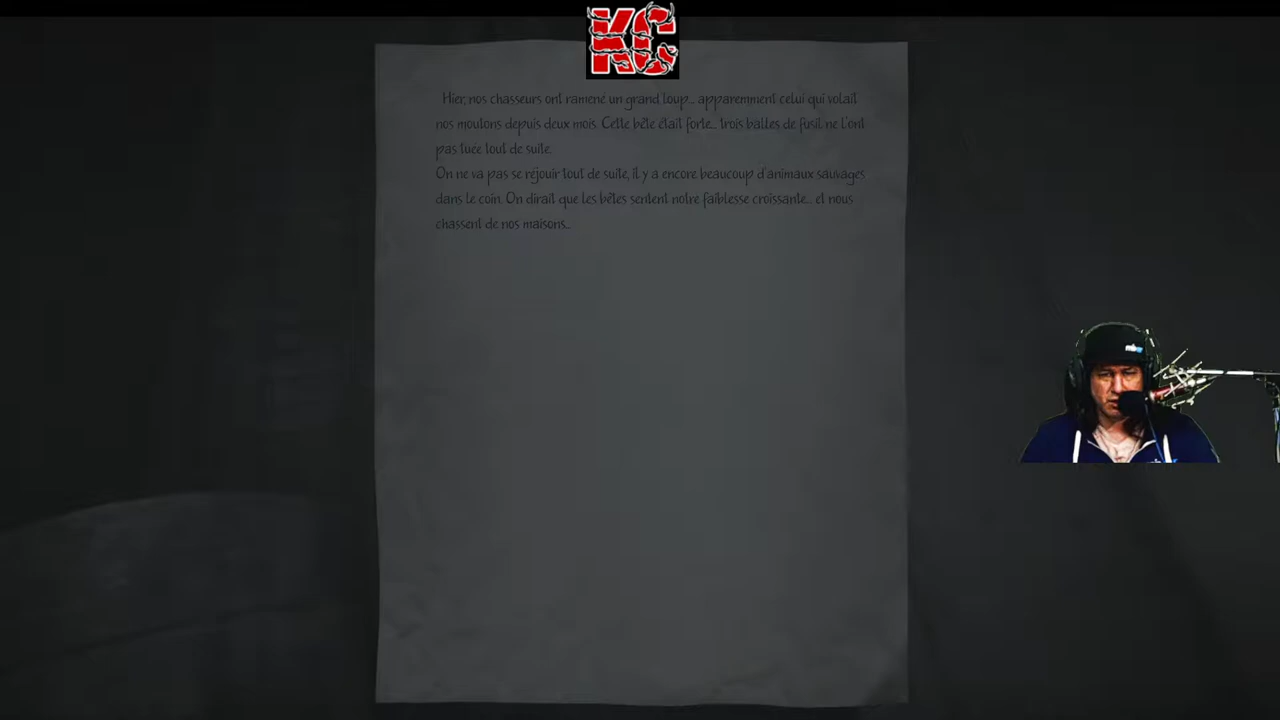 KC
Hier, nos chasseurs ont ramené un grand loup... apparemment celui qui volait
nos moutons depuis deux mois. Cette bête était forte... trois balles de fusil ne l'ont
pas tuée tout de suite.
On ne va pas se réjouir tout de suite, il y a encore beaucoup d'animaux sauvages
dans le coin. On dirait que les bêtes sentent notre faiblesse croissante... et nous
chassent de nos maisons...